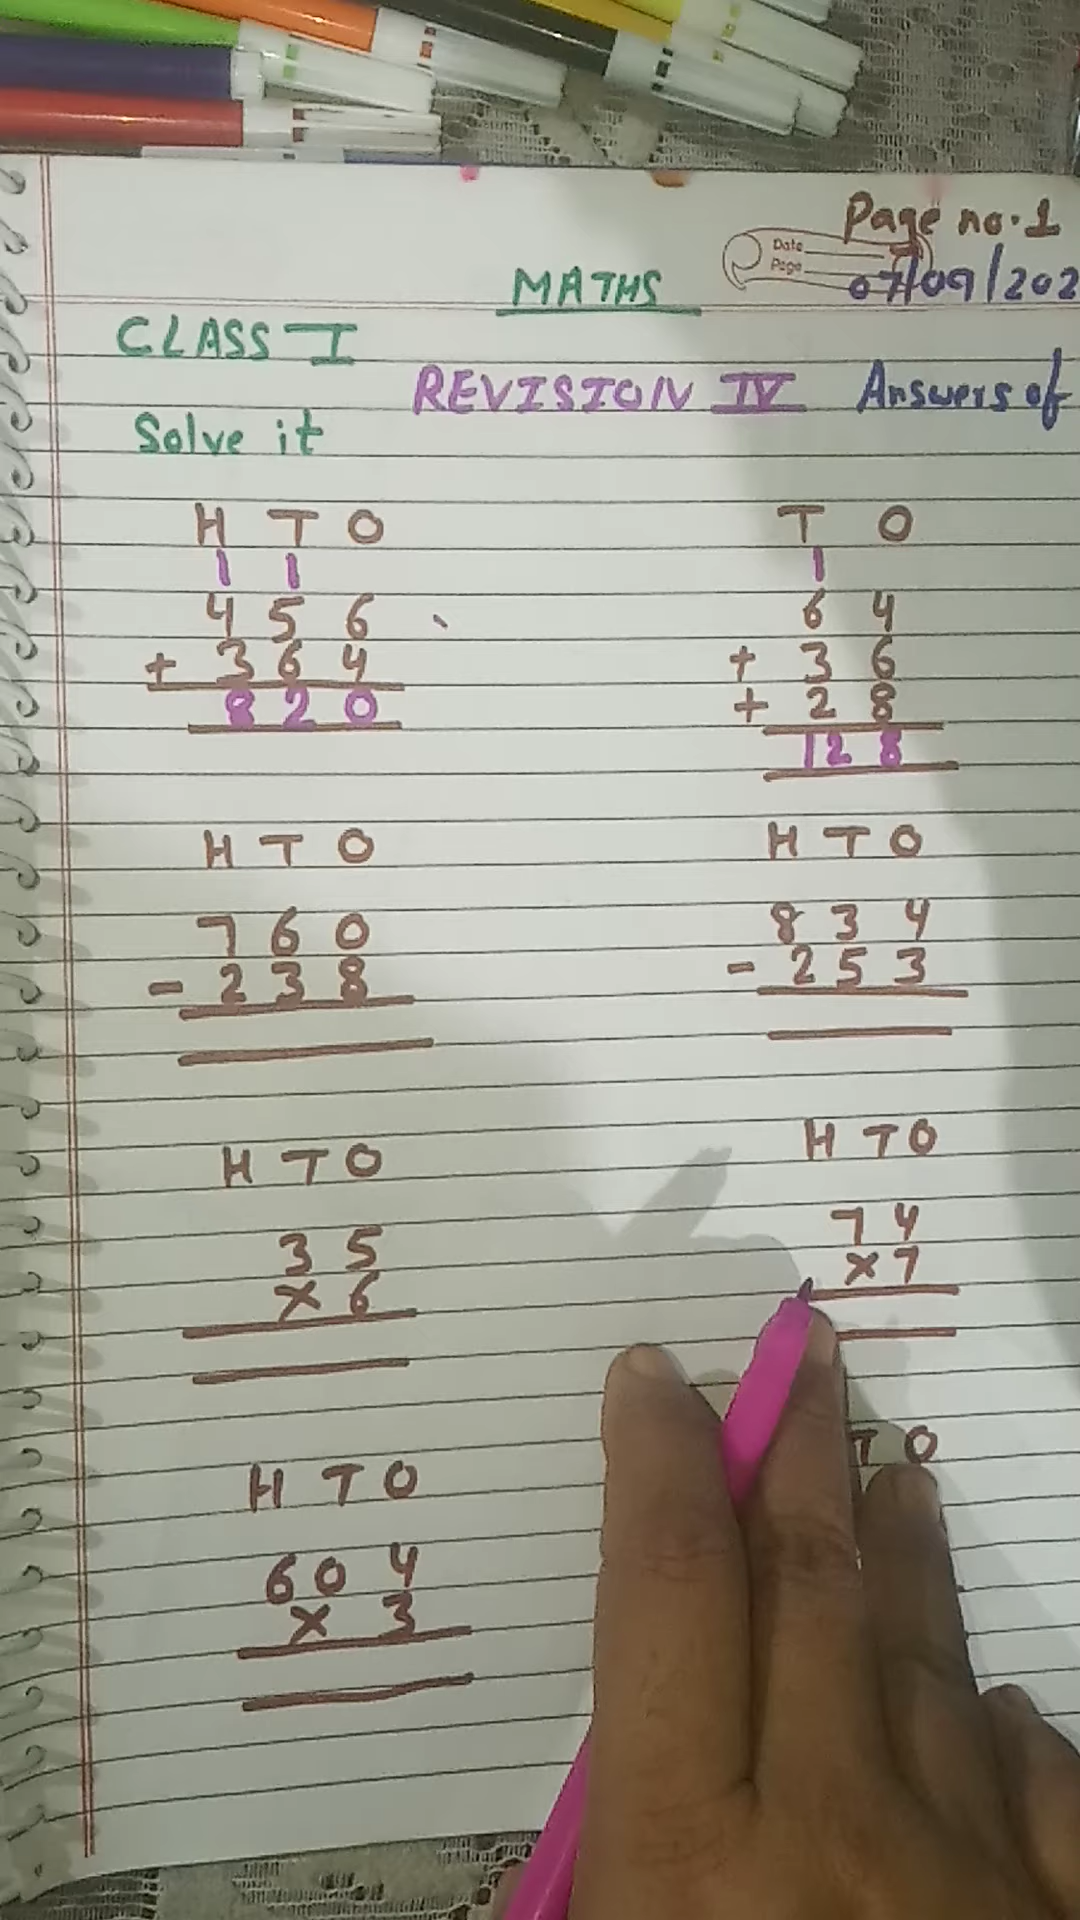 Page no. 1
Date
Page
07/09/202
MATHS
CLASS I
REVISION IV Answers of
Solve it
H T O
1 1
4 5 6
+ 3 6 4
8 2 0
T O
1
6 4
+ 3 6
+ 2 8
12 8
H T O
7 6 0
- 2 3 8
H T O
8 3 4
- 2 5 3
H T O
3 5
× 6
H T O
7 4
× 7
H T O
6 0 4
× 3
T O